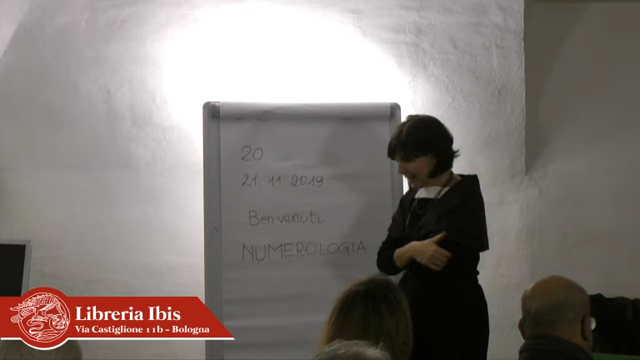 20
21 11 2019
Benvenuti
NUMEROLOGIA
Libreria Ibis
Via Castiglione 11b - Bologna